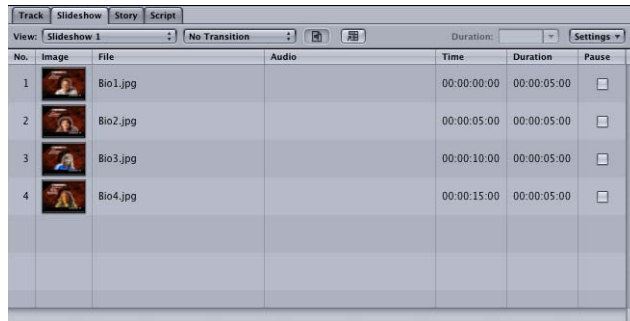 Track Slideshow Story Script
View: Slideshow 1 No Transition Duration: Settings
No. Image File Audio Time Duration Pause
1 Bio1.jpg 00:00:00:00 00:00:05:00
2 Bio2.jpg 00:00:05:00 00:00:05:00
3 Bio3.jpg 00:00:10:00 00:00:05:00
4 Bio4.jpg 00:00:15:00 00:00:05:00